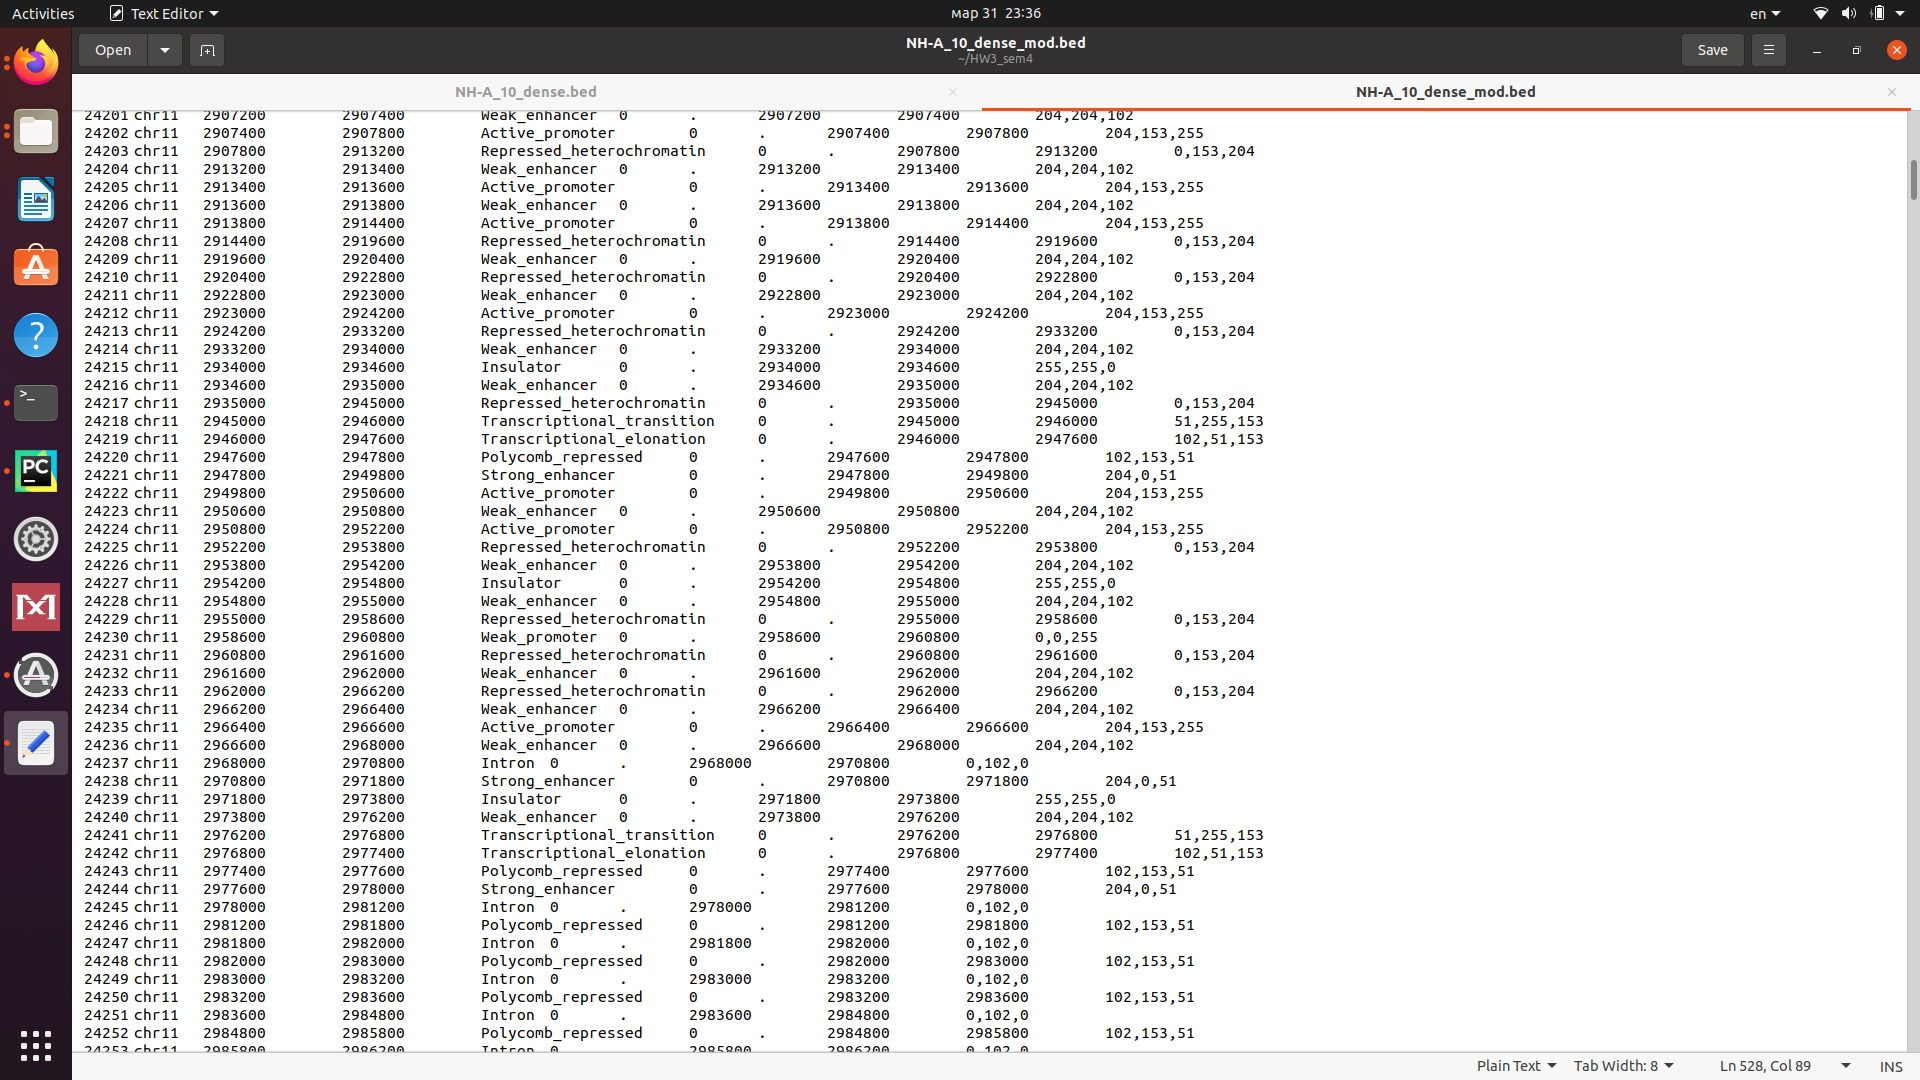 Activities Text Editor мар 31 23:36 en
Open NH-A_10_dense_mod.bed Save
~/HW3_sem4
NH-A_10_dense.bed NH-A_10_dense_mod.bed
24201 chr11 2907200 2907400 Weak_enhancer 0 . 2907200 2907400 204,204,102
24202 chr11 2907400 2907800 Active_promoter 0 . 2907400 2907800 204,153,255
24203 chr11 2907800 2913200 Repressed_heterochromatin 0 . 2907800 2913200 0,153,204
24204 chr11 2913200 2913400 Weak_enhancer 0 . 2913200 2913400 204,204,102
24205 chr11 2913400 2913600 Active_promoter 0 . 2913400 2913600 204,153,255
24206 chr11 2913600 2913800 Weak_enhancer 0 . 2913600 2913800 204,204,102
24207 chr11 2913800 2914400 Active_promoter 0 . 2913800 2914400 204,153,255
24208 chr11 2914400 2919600 Repressed_heterochromatin 0 . 2914400 2919600 0,153,204
24209 chr11 2919600 2920400 Weak_enhancer 0 . 2919600 2920400 204,204,102
24210 chr11 2920400 2922800 Repressed_heterochromatin 0 . 2920400 2922800 0,153,204
24211 chr11 2922800 2923000 Weak_enhancer 0 . 2922800 2923000 204,204,102
24212 chr11 2923000 2924200 Active_promoter 0 . 2923000 2924200 204,153,255
24213 chr11 2924200 2933200 Repressed_heterochromatin 0 . 2924200 2933200 0,153,204
24214 chr11 2933200 2934000 Weak_enhancer 0 . 2933200 2934000 204,204,102
24215 chr11 2934000 2934600 Insulator 0 . 2934000 2934600 255,255,0
24216 chr11 2934600 2935000 Weak_enhancer 0 . 2934600 2935000 204,204,102
24217 chr11 2935000 2945000 Repressed_heterochromatin 0 . 2935000 2945000 0,153,204
24218 chr11 2945000 2946000 Transcriptional_transition 0 . 2945000 2946000 51,255,153
24219 chr11 2946000 2947600 Transcriptional_elonation 0 . 2946000 2947600 102,51,153
24220 chr11 2947600 2947800 Polycomb_repressed 0 . 2947600 2947800 102,153,51
24221 chr11 2947800 2949800 Strong_enhancer 0 . 2947800 2949800 204,0,51
24222 chr11 2949800 2950600 Active_promoter 0 . 2949800 2950600 204,153,255
24223 chr11 2950600 2950800 Weak_enhancer 0 . 2950600 2950800 204,204,102
24224 chr11 2950800 2952200 Active_promoter 0 . 2950800 2952200 204,153,255
24225 chr11 2952200 2953800 Repressed_heterochromatin 0 . 2952200 2953800 0,153,204
24226 chr11 2953800 2954200 Weak_enhancer 0 . 2953800 2954200 204,204,102
24227 chr11 2954200 2954800 Insulator 0 . 2954200 2954800 255,255,0
24228 chr11 2954800 2955000 Weak_enhancer 0 . 2954800 2955000 204,204,102
24229 chr11 2955000 2958600 Repressed_heterochromatin 0 . 2955000 2958600 0,153,204
24230 chr11 2958600 2960800 Weak_promoter 0 . 2958600 2960800 0,0,255
24231 chr11 2960800 2961600 Repressed_heterochromatin 0 . 2960800 2961600 0,153,204
24232 chr11 2961600 2962000 Weak_enhancer 0 . 2961600 2962000 204,204,102
24233 chr11 2962000 2966200 Repressed_heterochromatin 0 . 2962000 2966200 0,153,204
24234 chr11 2966200 2966400 Weak_enhancer 0 . 2966200 2966400 204,204,102
24235 chr11 2966400 2966600 Active_promoter 0 . 2966400 2966600 204,153,255
24236 chr11 2966600 2968000 Weak_enhancer 0 . 2966600 2968000 204,204,102
24237 chr11 2968000 2970800 Intron 0 . 2968000 2970800 0,102,0
24238 chr11 2970800 2971800 Strong_enhancer 0 . 2970800 2971800 204,0,51
24239 chr11 2971800 2973800 Insulator 0 . 2971800 2973800 255,255,0
24240 chr11 2973800 2976200 Weak_enhancer 0 . 2973800 2976200 204,204,102
24241 chr11 2976200 2976800 Transcriptional_transition 0 . 2976200 2976800 51,255,153
24242 chr11 2976800 2977400 Transcriptional_elonation 0 . 2976800 2977400 102,51,153
24243 chr11 2977400 2977600 Polycomb_repressed 0 . 2977400 2977600 102,153,51
24244 chr11 2977600 2978000 Strong_enhancer 0 . 2977600 2978000 204,0,51
24245 chr11 2978000 2981200 Intron 0 . 2978000 2981200 0,102,0
24246 chr11 2981200 2981800 Polycomb_repressed 0 . 2981200 2981800 102,153,51
24247 chr11 2981800 2982000 Intron 0 . 2981800 2982000 0,102,0
24248 chr11 2982000 2983000 Polycomb_repressed 0 . 2982000 2983000 102,153,51
24249 chr11 2983000 2983200 Intron 0 . 2983000 2983200 0,102,0
24250 chr11 2983200 2983600 Polycomb_repressed 0 . 2983200 2983600 102,153,51
24251 chr11 2983600 2984800 Intron 0 . 2983600 2984800 0,102,0
24252 chr11 2984800 2985800 Polycomb_repressed 0 . 2984800 2985800 102,153,51
24253 chr11 2985800 2986200 Intron 0 . 2985800 2986200 0,102,0
Plain Text Tab Width: 8 Ln 528, Col 89 INS